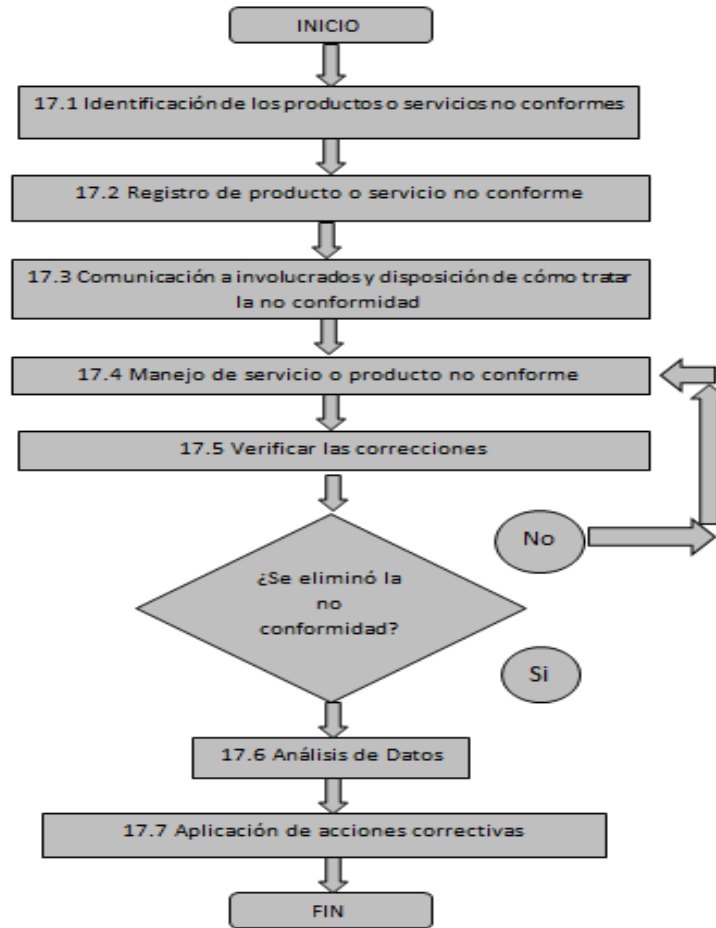 INICIO
17.1 Identificación de los productos o servicios no conformes
17.2 Registro de producto o servicio no conforme
17.3 Comunicación a involucrados y disposición de cómo tratar
la no conformidad
17.4 Manejo de servicio o producto no conforme
17.5 Verificar las correcciones
No
¿Se eliminó la
no
conformidad?
Si
17.6 Análisis de Datos
17.7 Aplicación de acciones correctivas
FIN